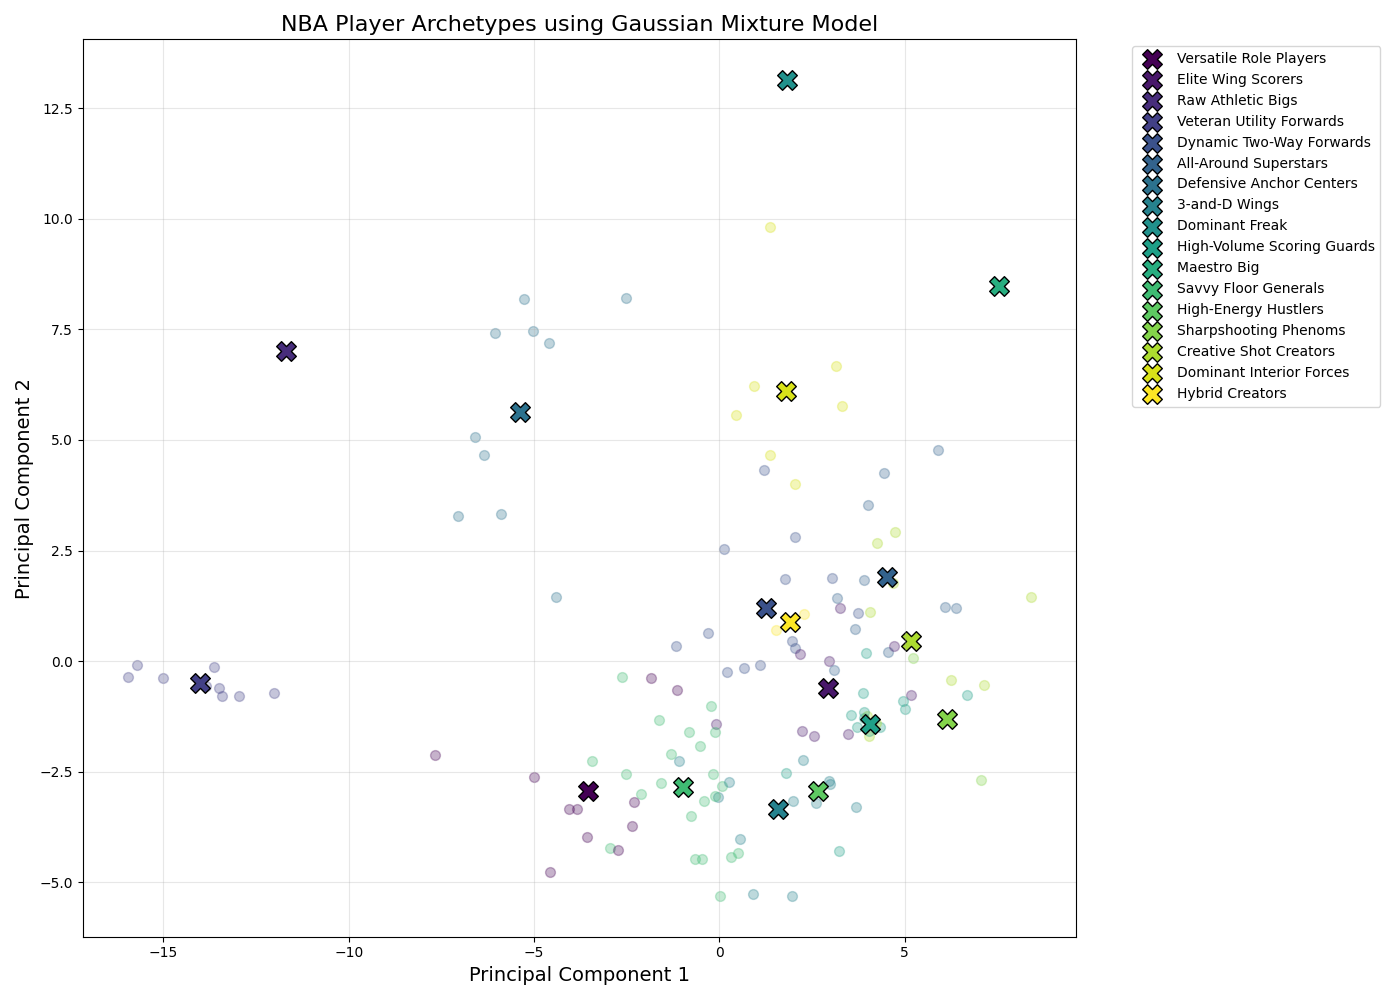 NBA Player Archetypes using Gaussian Mixture Model
Versatile Role Players
Elite Wing Scorers
Raw Athletic Bigs
Veteran Utility Forwards
Dynamic Two-Way Forwards
All-Around Superstars
Defensive Anchor Centers
3-and-D Wings
Dominant Freak
High-Volume Scoring Guards
Maestro Big
Savvy Floor Generals
High-Energy Hustlers
Sharpshooting Phenoms
Creative Shot Creators
Dominant Interior Forces
Hybrid Creators
Principal Component 2
12.5
10.0
7.5
5.0
2.5
0.0
−2.5
−5.0
−15
−10
−5
0
5
Principal Component 1